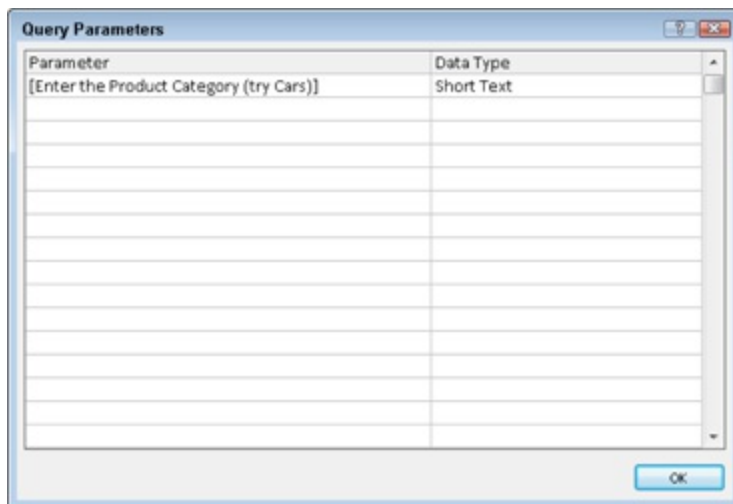 Query Parameters
Parameter Data Type
[Enter the Product Category (try Cars)] Short Text
OK